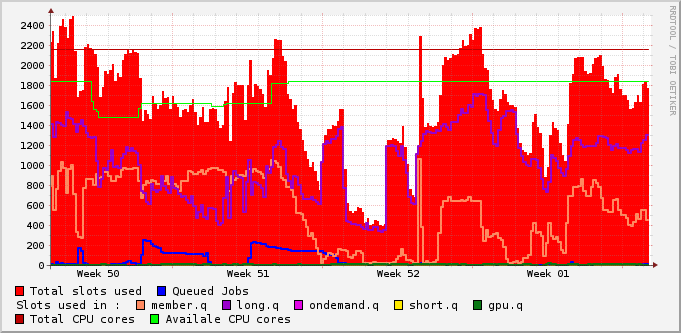 2400
2200
2000
1800
1600
1400
1200
1000
800
600
400
200
0
Week 50 Week 51 Week 52 Week 01
RRDTOOL / TOBI OETIKER
Total slots used Queued Jobs
Slots used in : member.q long.q ondemand.q short.q gpu.q
Total CPU cores Availale CPU cores